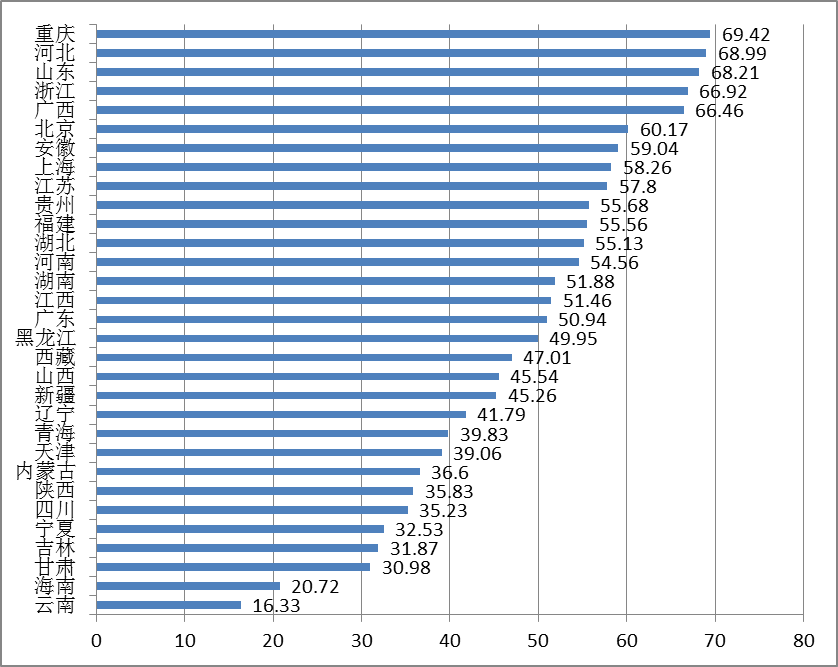 重庆 69.42
河北 68.99
山东 68.21
浙江 66.92
广西 66.46
北京 60.17
安徽 59.04
上海 58.26
江苏 57.8
贵州 55.68
福建 55.56
湖北 55.13
河南 54.56
湖南 51.88
江西 51.46
广东 50.94
黑龙江 49.95
西藏 47.01
山西 45.54
新疆 45.26
辽宁 41.79
青海 39.83
天津 39.06
内蒙古 36.6
陕西 35.83
四川 35.23
宁夏 32.53
吉林 31.87
甘肃 30.98
海南 20.72
云南 16.33
0 10 20 30 40 50 60 70 80